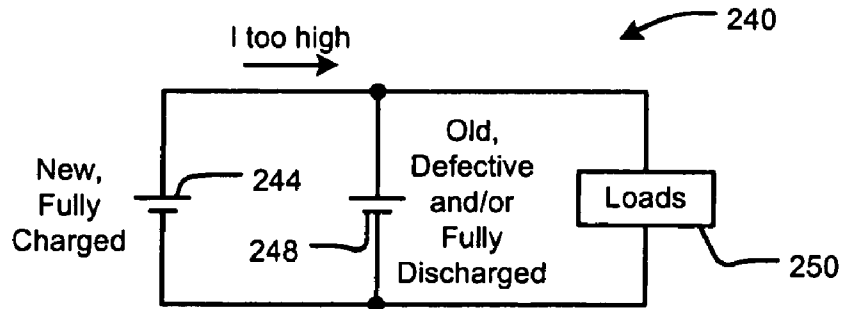 240
I too high
New,
Fully
Charged
244
248
Old,
Defective
and/or
Fully
Discharged
Loads
250